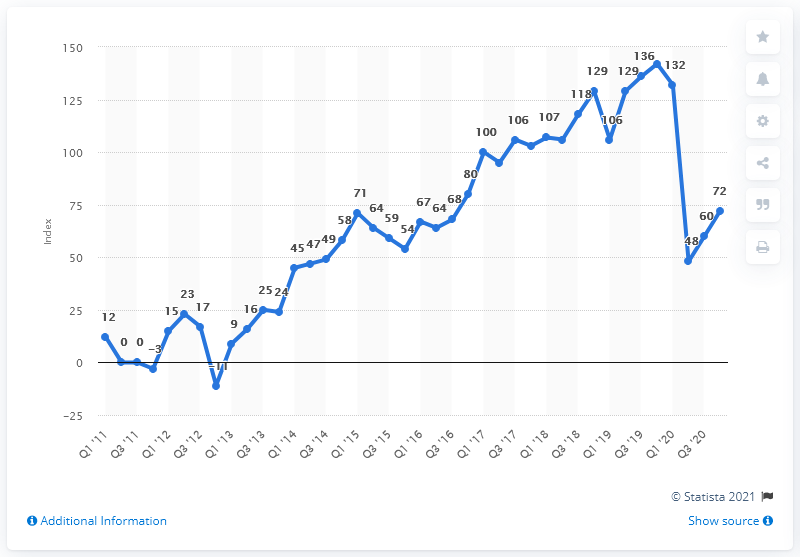 150
125
100
75
50
25
0
−25
Index
12
0
0
−3
15
23
17
−11
9
16
25
24
45
47
49
58
71
64
59
54
67
64
68
80
100
106
107
118
129
106
129
136
132
48
60
72
Q1 '11
Q3 '11
Q1 '12
Q3 '12
Q1 '13
Q3 '13
Q1 '14
Q3 '14
Q1 '15
Q3 '15
Q1 '16
Q3 '16
Q1 '17
Q3 '17
Q1 '18
Q3 '18
Q1 '19
Q3 '19
Q1 '20
Q3 '20
© Statista 2021
Additional Information
Show source